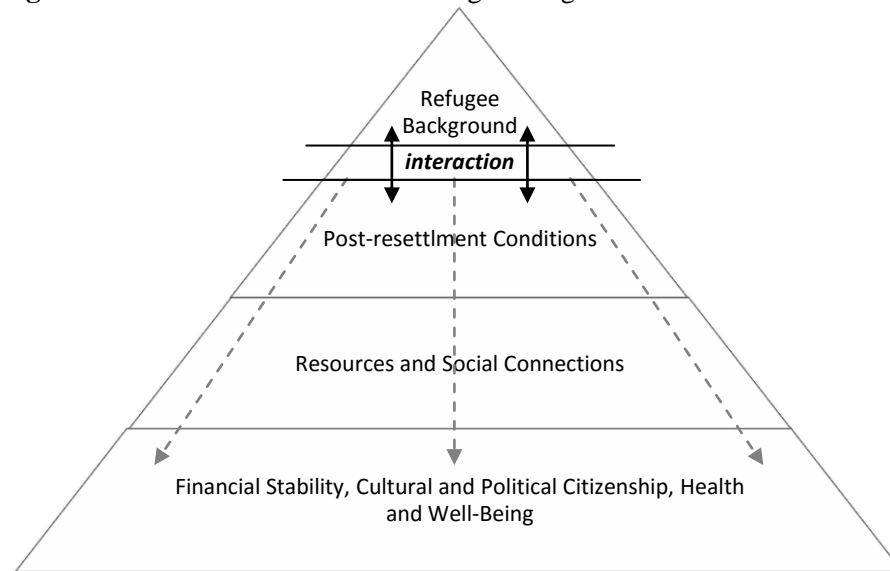 Refugee
Background
interaction
Post-resettlment Conditions
Resources and Social Connections
Financial Stability, Cultural and Political Citizenship, Health
and Well-Being